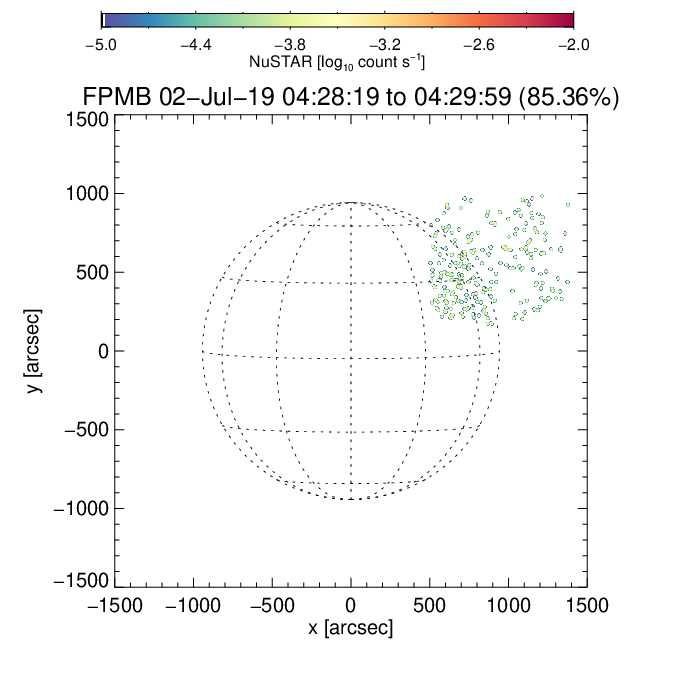 −5.0 −4.4 −3.8 −3.2 −2.6 −2.0
NuSTAR [log10 count s−1]
FPMB 02−Jul−19 04:28:19 to 04:29:59 (85.36%)
1500
1000
500
0
−500
−1000
−1500
y [arcsec]
−1500 −1000 −500 0 500 1000 1500
x [arcsec]